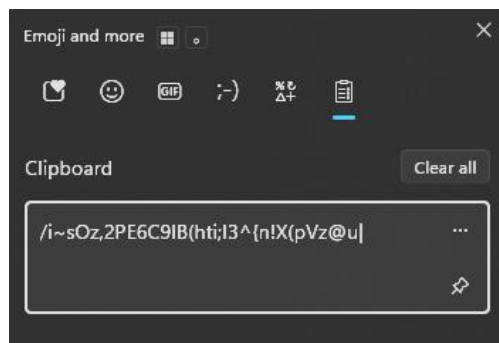 Emoji and more
GIF
;-)
Clipboard
Clear all
/i~sOz,2PE6C9IB(hti;I3^{n!X(pVz@u|